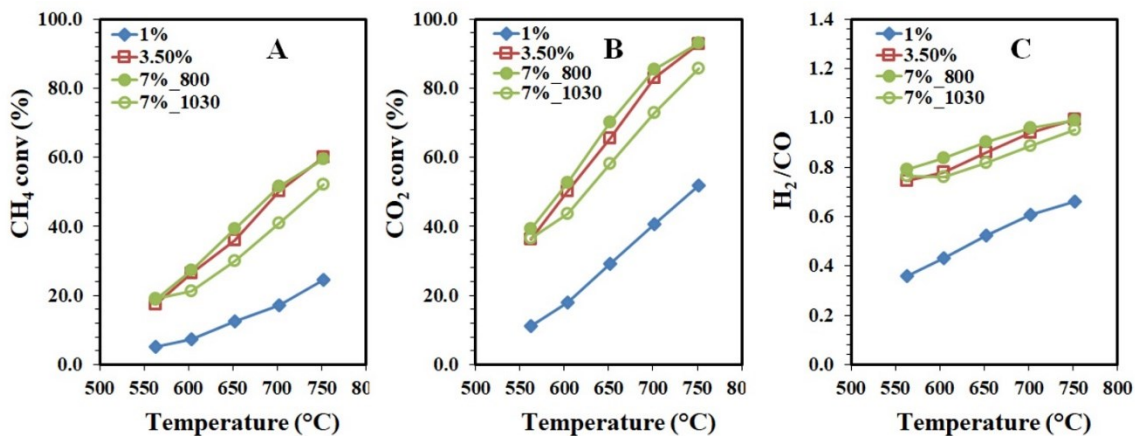 A
1%
3.50%
7%_800
7%_1030
100.0
80.0
60.0
40.0
20.0
0.0
CH4 conv (%)
500 550 600 650 700 750 80
Temperature (°C)
B
1%
3.50%
7%_800
7%_1030
100.0
80.0
60.0
40.0
20.0
0.0
CO2 conv (%)
500 550 600 650 700 750 80
Temperature (°C)
C
1%
3.50%
7%_800
7%_1030
1.4
1.2
1.0
0.8
0.6
0.4
0.2
0.0
H2/CO
500 550 600 650 700 750 800
Temperature (°C)